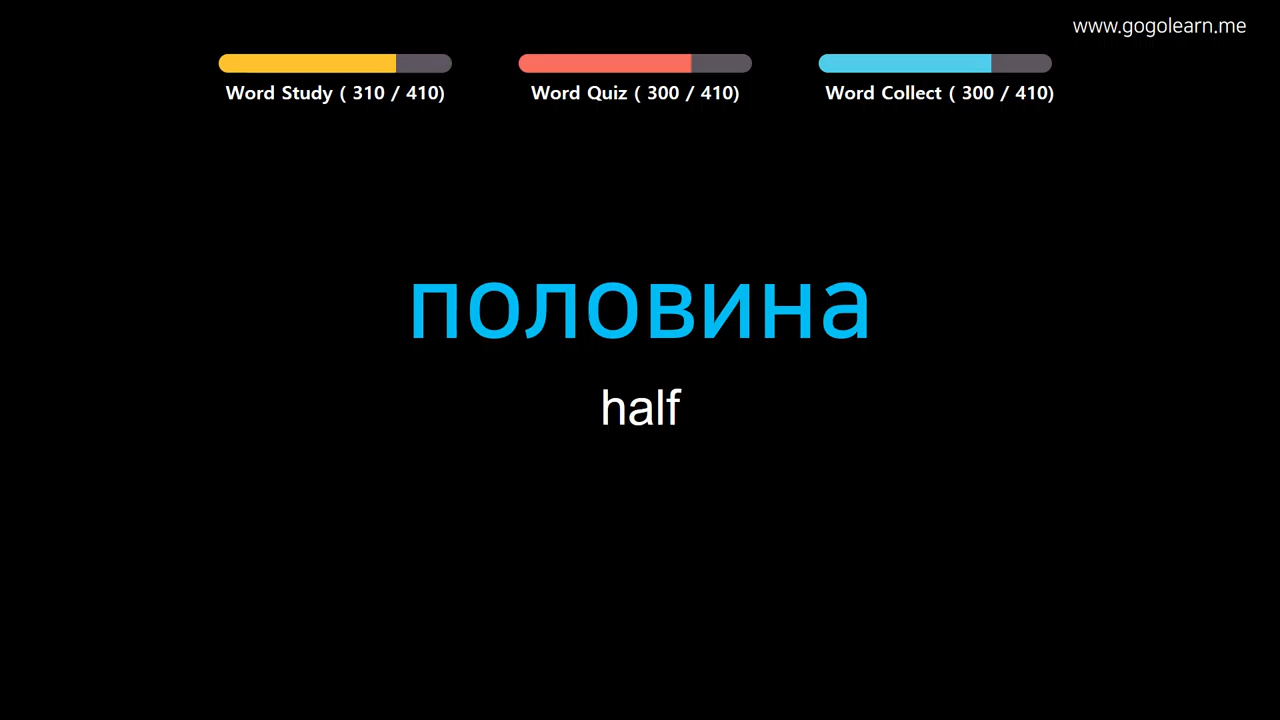 www.gogolearn.me
Word Study ( 310 / 410)
Word Quiz ( 300 / 410)
Word Collect ( 300 / 410)
половина
half